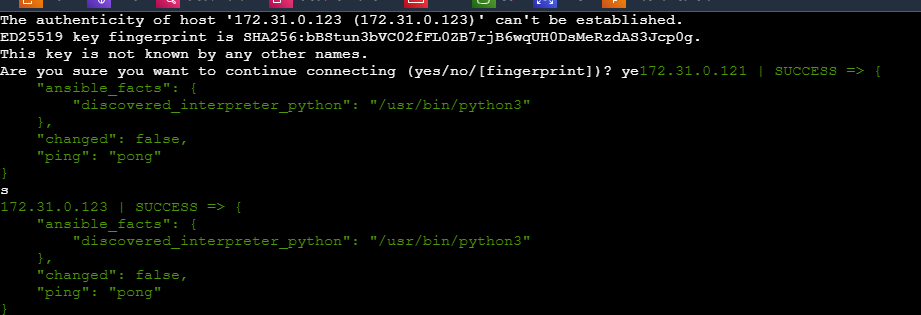 The authenticity of host '172.31.0.123 (172.31.0.123)' can't be established.
ED25519 key fingerprint is SHA256:bBStun3bVC02fFL0ZB7rjB6wqUH0DsMeRzdAS3Jcp0g.
This key is not known by any other names.
Are you sure you want to continue connecting (yes/no/[fingerprint])? ye172.31.0.121 | SUCCESS => {
    "ansible_facts": {
        "discovered_interpreter_python": "/usr/bin/python3"
    },
    "changed": false,
    "ping": "pong"
}
s
172.31.0.123 | SUCCESS => {
    "ansible_facts": {
        "discovered_interpreter_python": "/usr/bin/python3"
    },
    "changed": false,
    "ping": "pong"
}